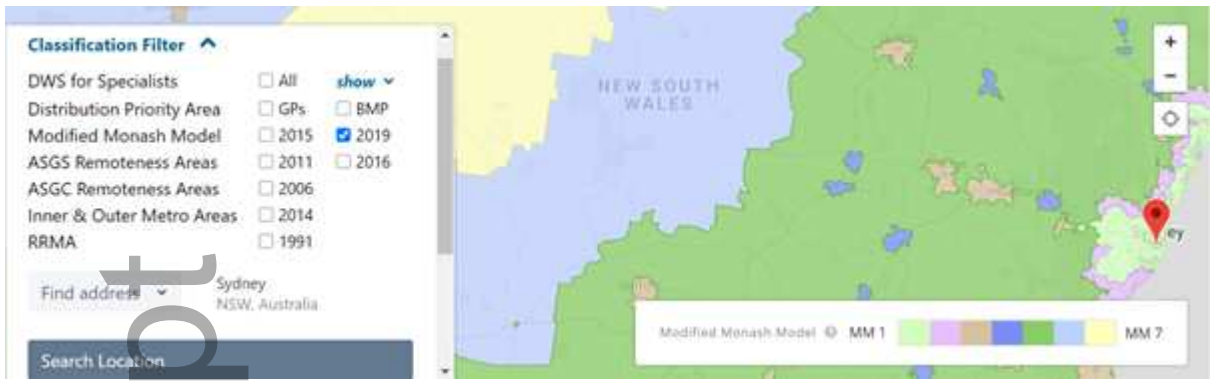 Classification Filter
DWS for Specialists All show
Distribution Priority Area GPs BMP
Modified Monash Model 2015 2019
ASGS Remoteness Areas 2011 2016
ASGC Remoteness Areas 2006
Inner & Outer Metro Areas 2014
RRMA 1991
Find address Sydney
NSW, Australia
Search Location
NEW SOUTH
WALES
+
−
ey
Modified Monash Model MM 1 MM 7
pt